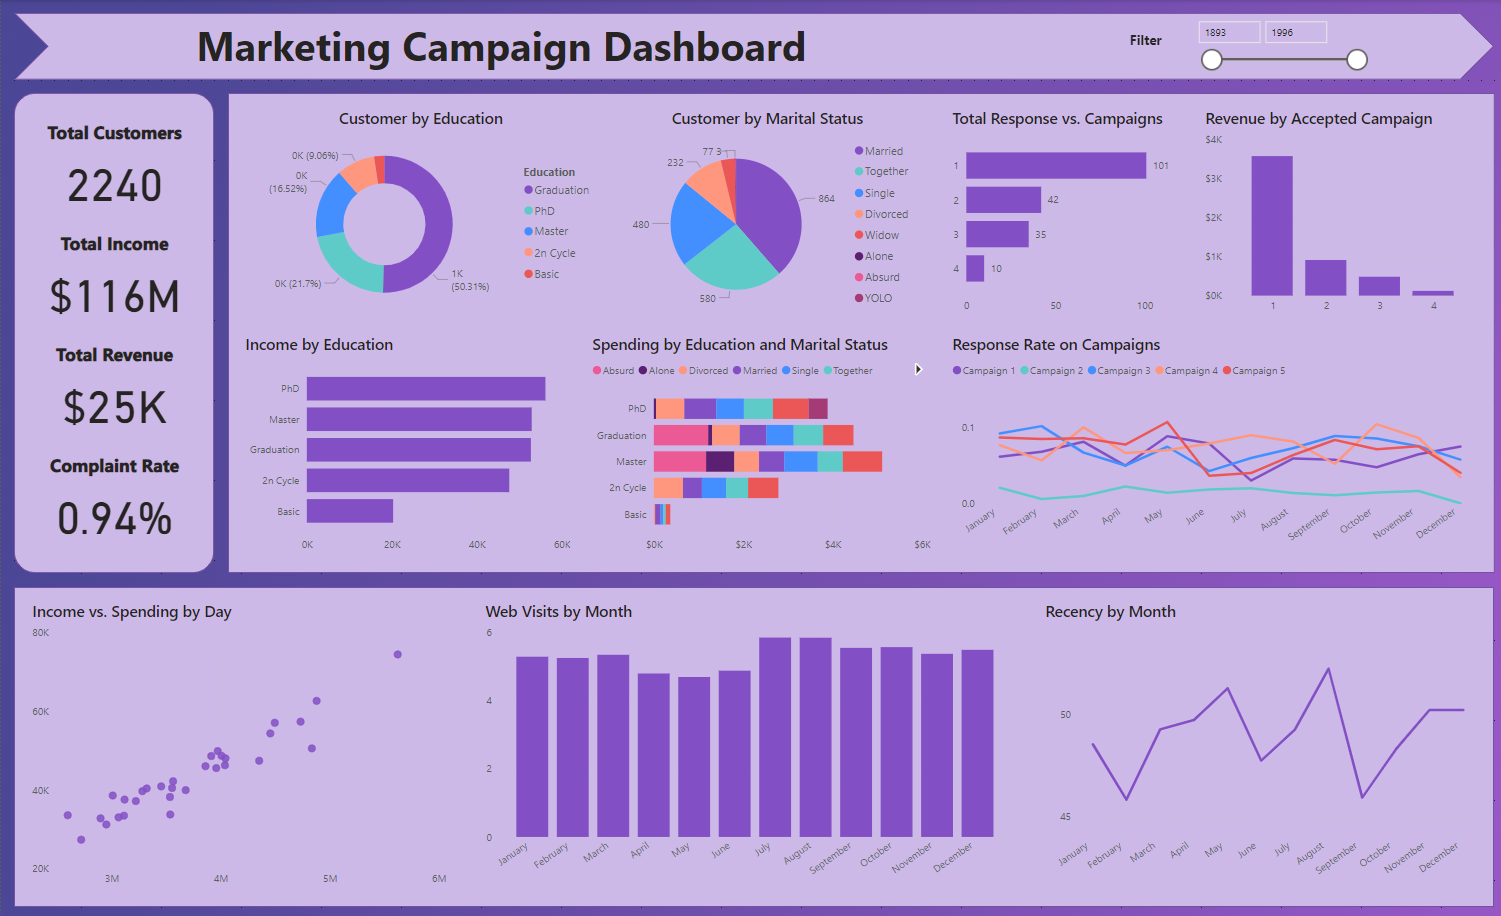 Marketing Campaign Dashboard
Filter
1893
1996
Total Customers
2240
Total Income
$116M
Total Revenue
$25K
Complaint Rate
0.94%
Customer by Education
0K (9.06%)
0K
(16.52%)
0K (21.7%)
1K
(50.31%)
Education
Graduation
PhD
Master
2n Cycle
Basic
Customer by Marital Status
77 3
232
480
580
864
Married
Together
Single
Divorced
Widow
Alone
Absurd
YOLO
Total Response vs. Campaigns
1
101
2
42
3
35
4
10
0
50
100
Revenue by Accepted Campaign
$4K
$3K
$2K
$1K
$0K
1
2
3
4
Income by Education
PhD
Master
Graduation
2n Cycle
Basic
0K
20K
40K
60K
Spending by Education and Marital Status
Absurd
Alone
Divorced
Married
Single
Together
PhD
Graduation
Master
2n Cycle
Basic
$0K
$2K
$4K
$6K
Response Rate on Campaigns
Campaign 1
Campaign 2
Campaign 3
Campaign 4
Campaign 5
0.1
0.0
January
February
March
April
May
June
July
August
September
October
November
December
Income vs. Spending by Day
80K
60K
40K
20K
3M
4M
5M
6M
Web Visits by Month
6
4
2
0
January
February
March
April
May
June
July
August
September
October
November
December
Recency by Month
50
45
January
February
March
April
May
June
July
August
September
October
November
December